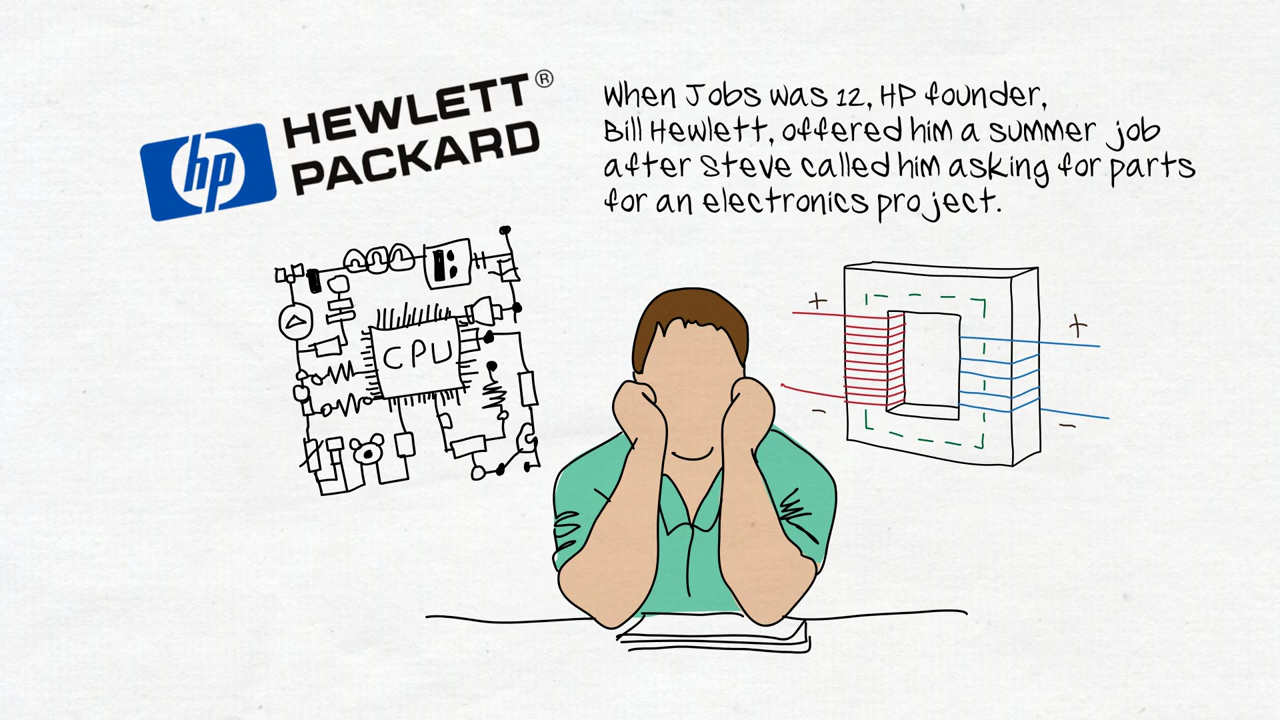 hp HEWLETT®
PACKARD
When Jobs was 12, HP founder,
Bill Hewlett, offered him a summer job
after Steve called him asking for parts
for an electronics project.
CPU
+
+
-
-